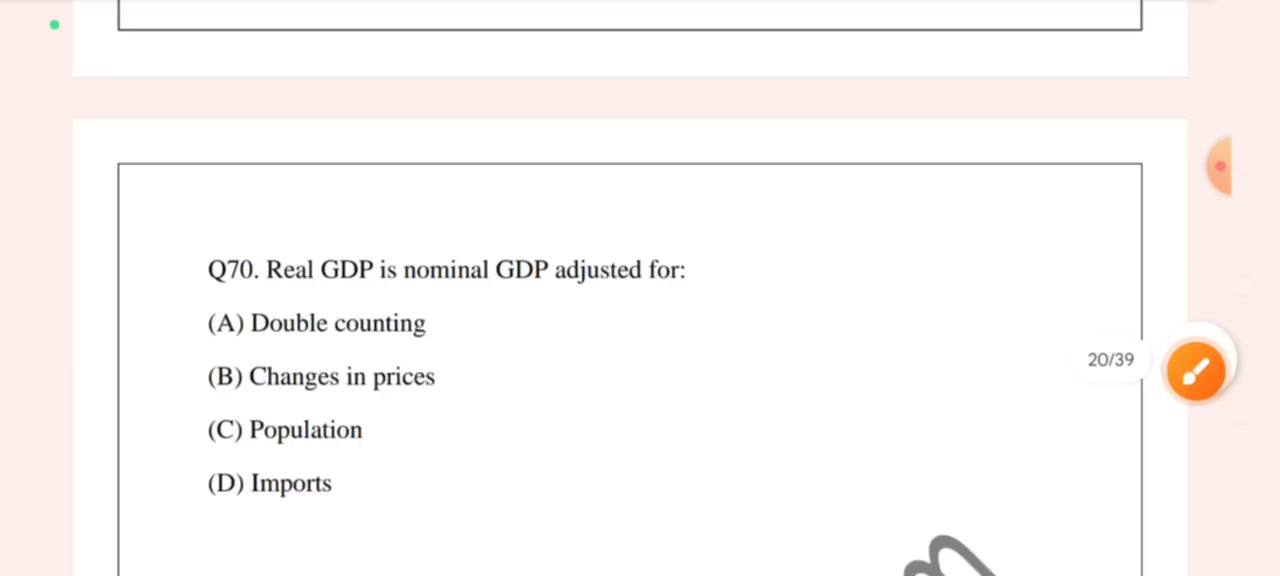 Q70. Real GDP is nominal GDP adjusted for:
(A) Double counting
(B) Changes in prices
20/39
(C) Population
(D) Imports